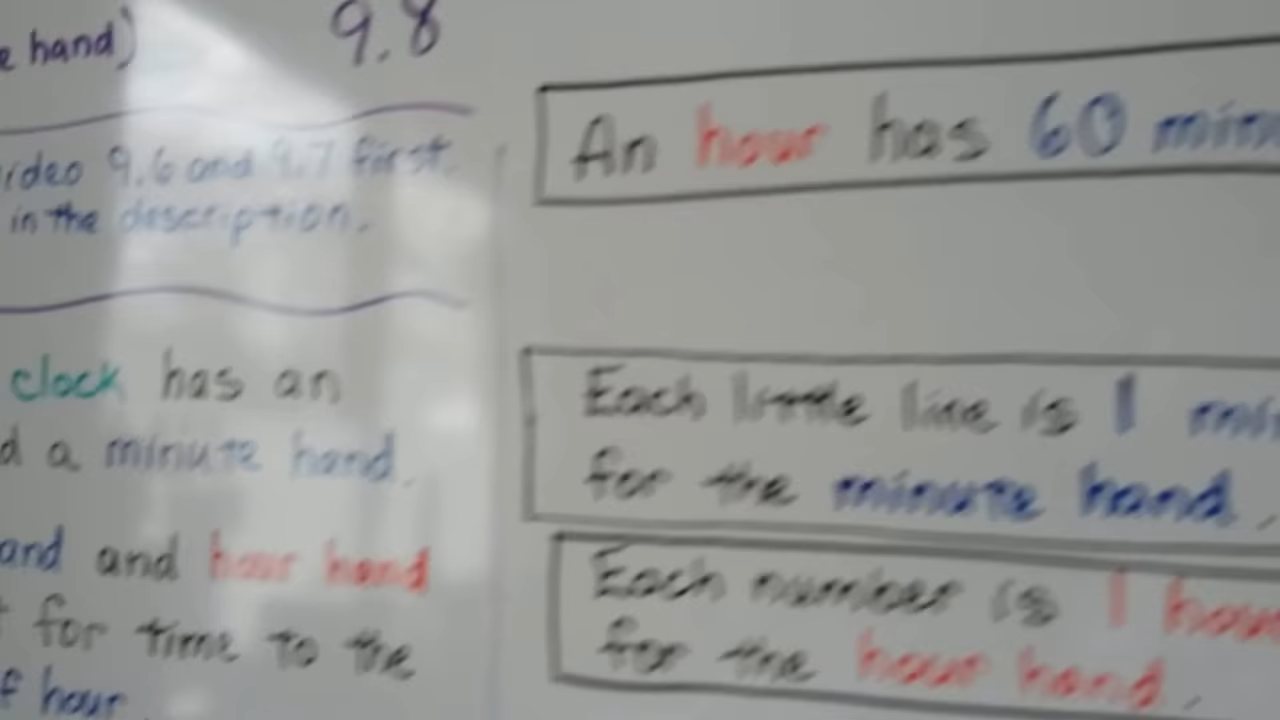 hand)
9.8
video 9.6 and 9.7 first.
in the description.
clock has an
a minute hand.
and hour hand
for time to the
hour
An hour has 60
Each little line is 1
for the minute hand.
Each number is 1
for the hour hand.